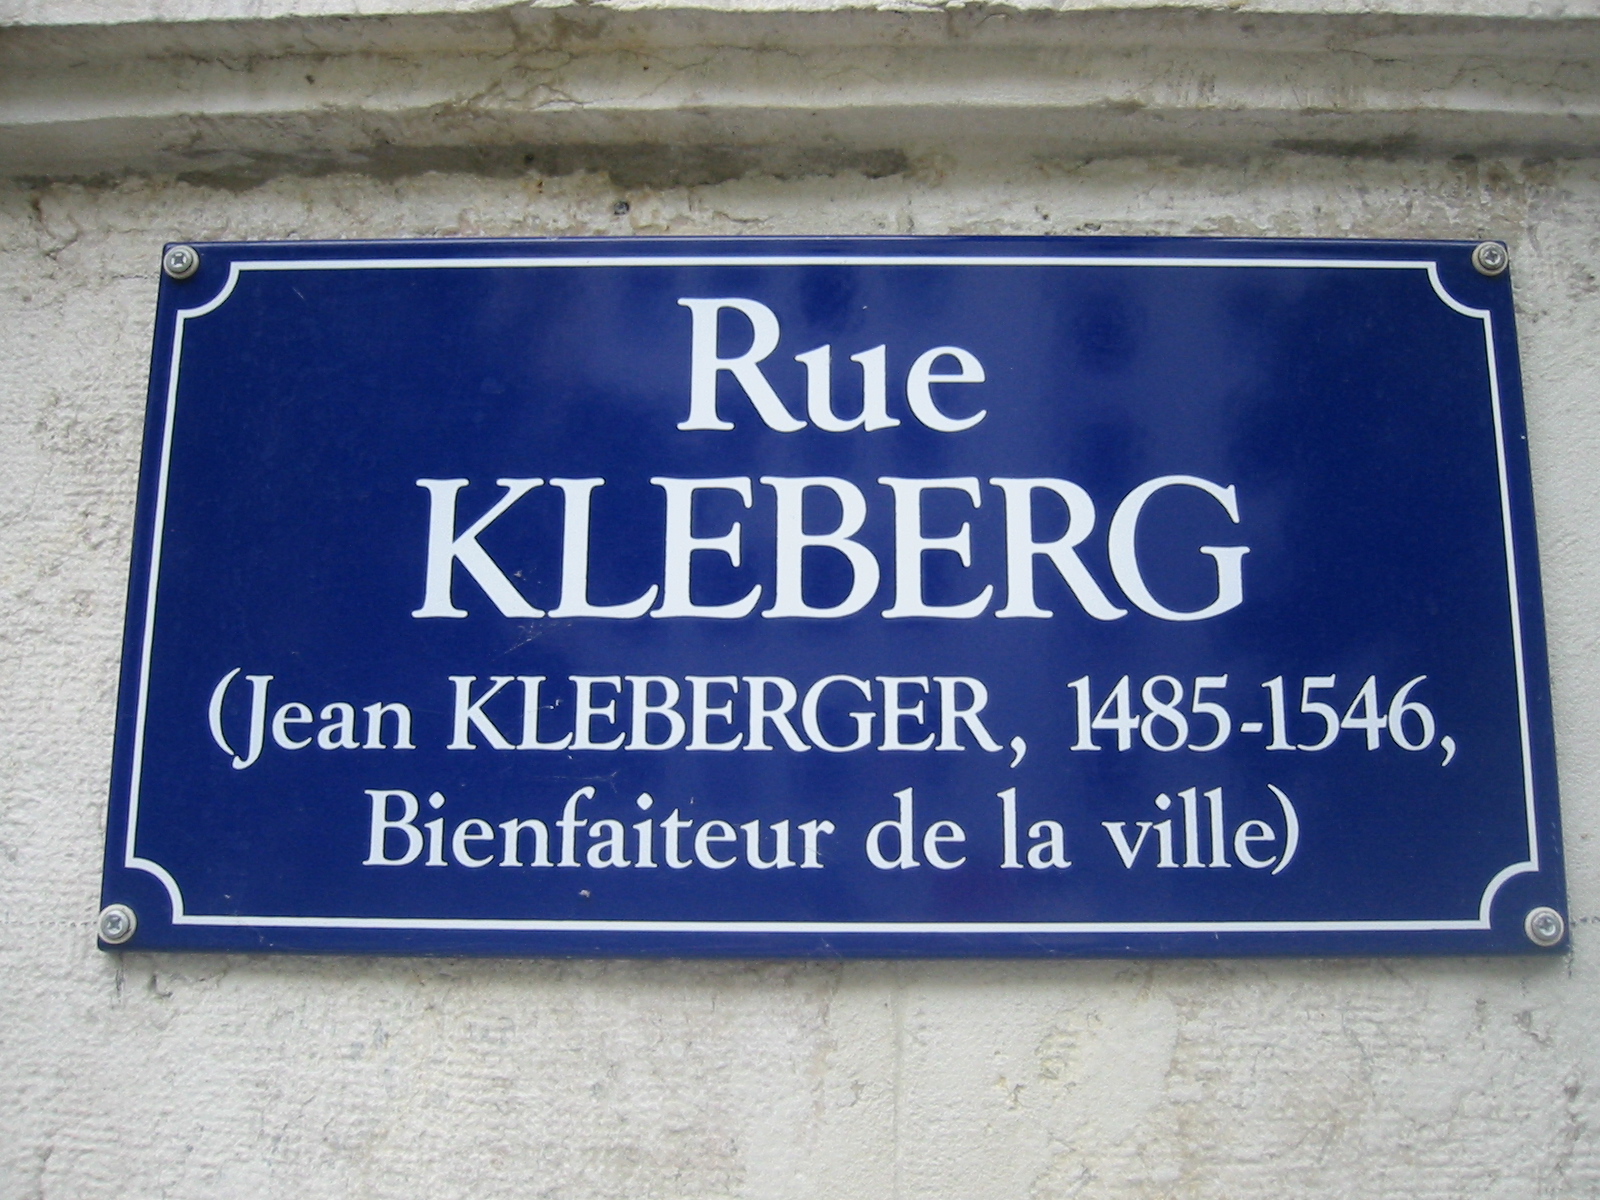 Rue
KLEBERG
(Jean KLEBERGER, 1485-1546,
Bienfaiteur de la ville)